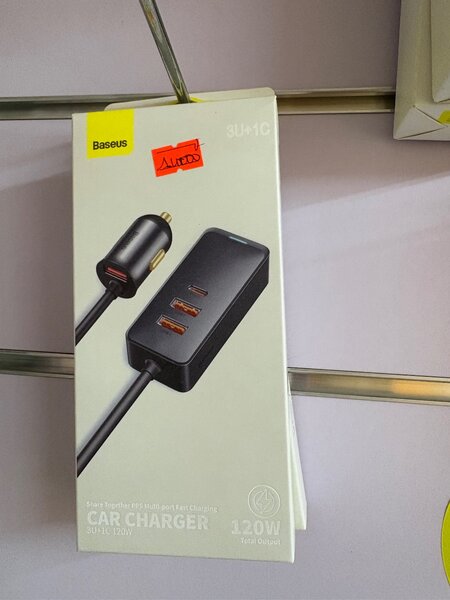 Baseus
3U+1C
Share Together PPS Multi-port Fast Charging
CAR CHARGER
3U+1C 120W
120W
Total Output